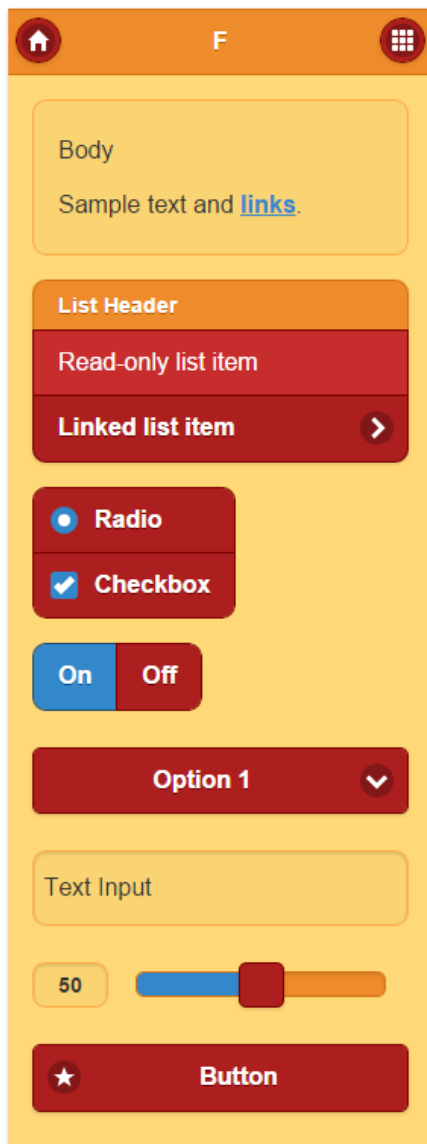 F
Body
Sample text and links.
List Header
Read-only list item
Linked list item
Radio
Checkbox
On Off
Option 1
Text Input
50
Button